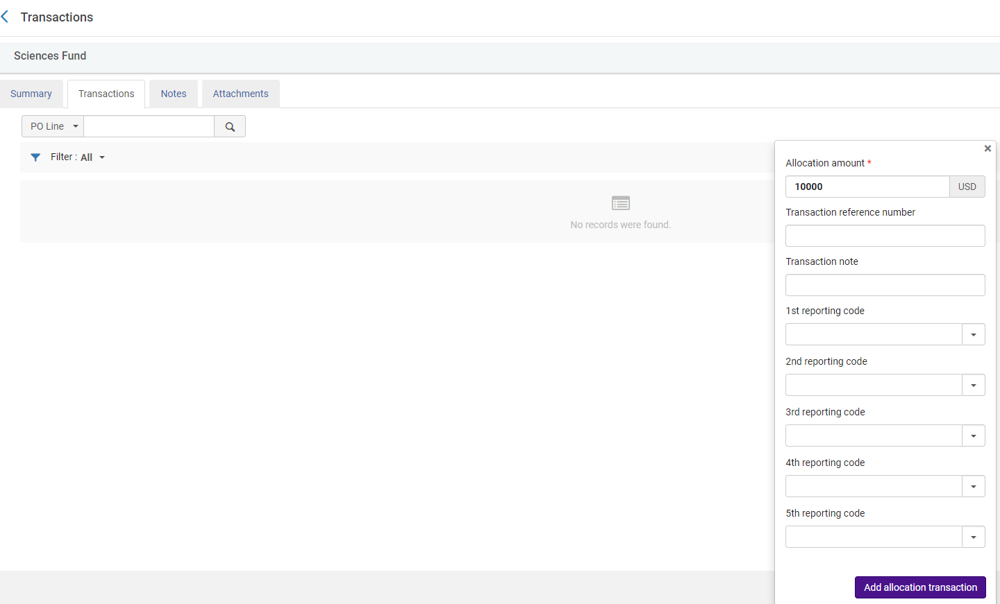 Transactions
Sciences Fund
Summary
Transactions
Notes
Attachments
PO Line
Filter : All
No records were found.
×
Allocation amount *
10000
USD
Transaction reference number
Transaction note
1st reporting code
2nd reporting code
3rd reporting code
4th reporting code
5th reporting code
Add allocation transaction